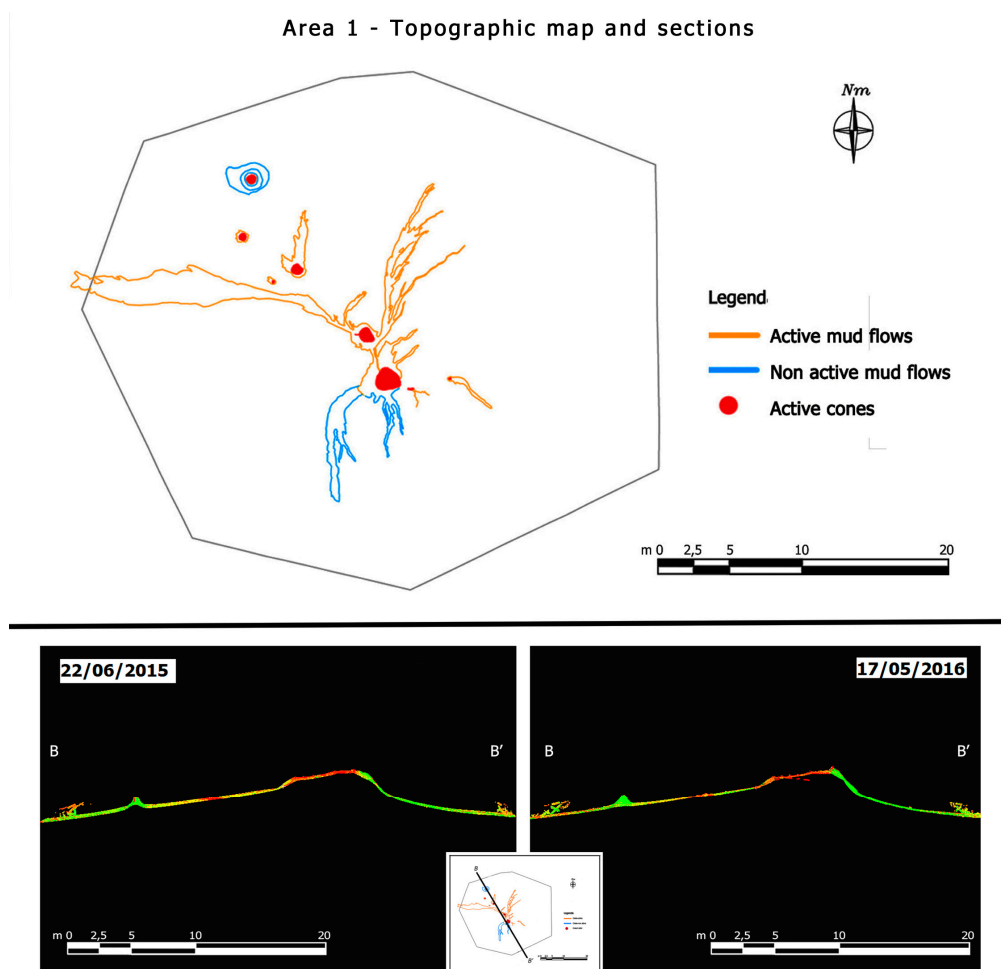 Area 1 - Topographic map and sections
Nm
Legend
Active mud flows
Non active mud flows
Active cones
m 0 2,5 5 10 20
22/06/2015
17/05/2016
B B'
B B'
B
B'
m 0 2,5 5 10 20
m 0 2,5 5 10 20